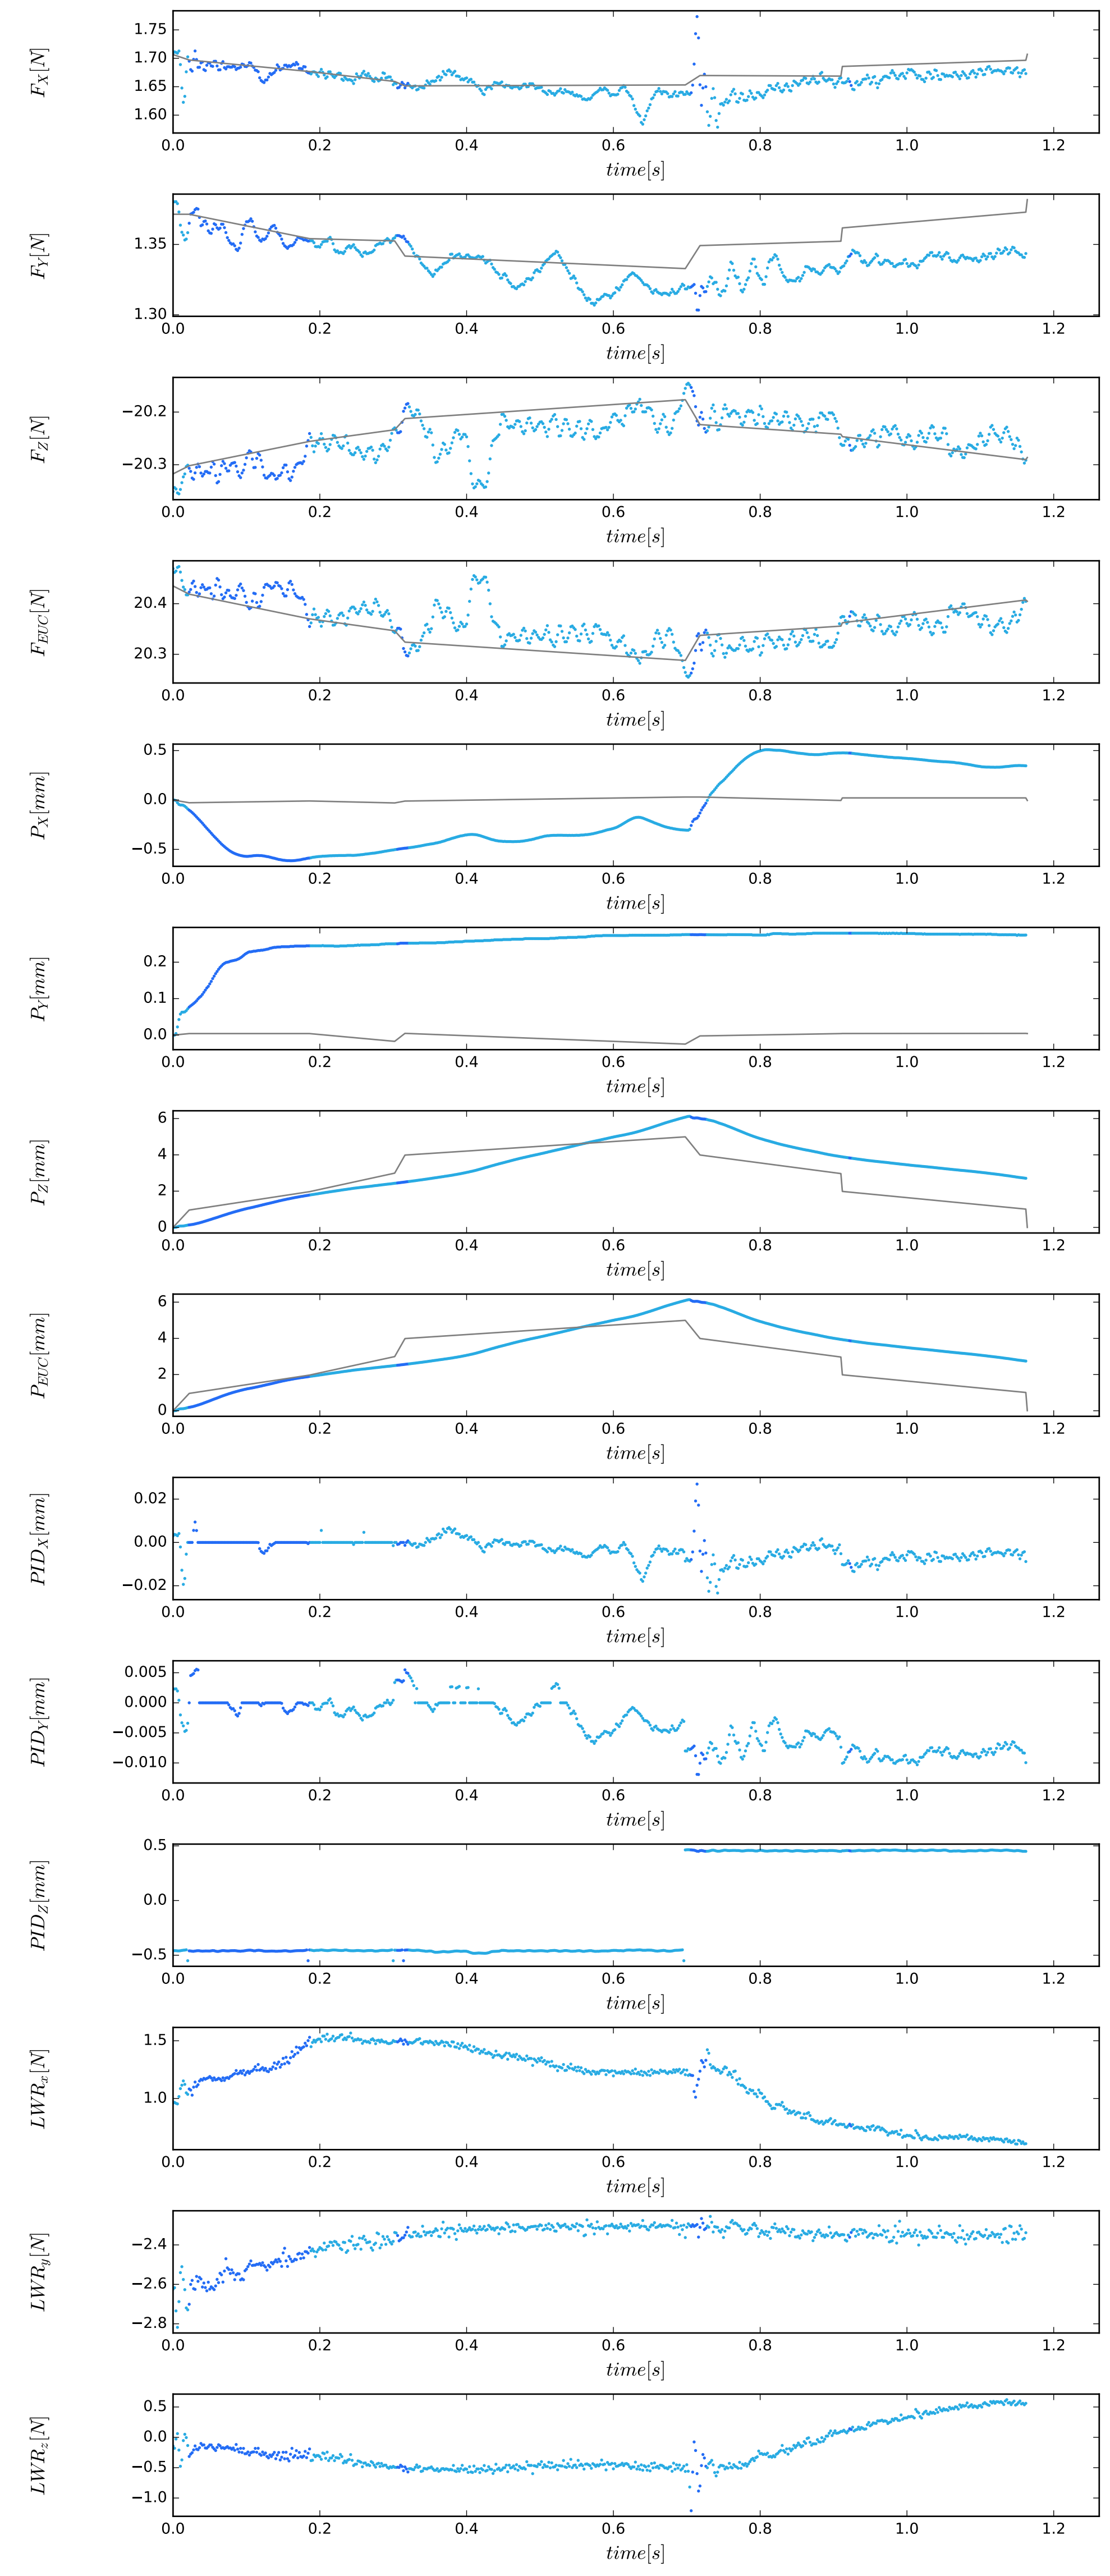 F_X[N]
1.75
1.70
1.65
1.60
0.0 0.2 0.4 0.6 0.8 1.0 1.2
time[s]
F_Y[N]
1.35
1.30
0.0 0.2 0.4 0.6 0.8 1.0 1.2
time[s]
F_Z[N]
−20.2
−20.3
0.0 0.2 0.4 0.6 0.8 1.0 1.2
time[s]
F_EUC[N]
20.4
20.3
0.0 0.2 0.4 0.6 0.8 1.0 1.2
time[s]
P_X[mm]
0.5
0.0
−0.5
0.0 0.2 0.4 0.6 0.8 1.0 1.2
time[s]
P_Y[mm]
0.2
0.1
0.0
0.0 0.2 0.4 0.6 0.8 1.0 1.2
time[s]
P_Z[mm]
6
4
2
0
0.0 0.2 0.4 0.6 0.8 1.0 1.2
time[s]
P_EUC[mm]
6
4
2
0
0.0 0.2 0.4 0.6 0.8 1.0 1.2
time[s]
PID_X[mm]
0.02
0.00
−0.02
0.0 0.2 0.4 0.6 0.8 1.0 1.2
time[s]
PID_Y[mm]
0.005
0.000
−0.005
−0.010
0.0 0.2 0.4 0.6 0.8 1.0 1.2
time[s]
PID_Z[mm]
0.5
0.0
−0.5
0.0 0.2 0.4 0.6 0.8 1.0 1.2
time[s]
LWR_x[N]
1.5
1.0
0.0 0.2 0.4 0.6 0.8 1.0 1.2
time[s]
LWR_y[N]
−2.4
−2.6
−2.8
0.0 0.2 0.4 0.6 0.8 1.0 1.2
time[s]
LWR_z[N]
0.5
0.0
−0.5
−1.0
0.0 0.2 0.4 0.6 0.8 1.0 1.2
time[s]